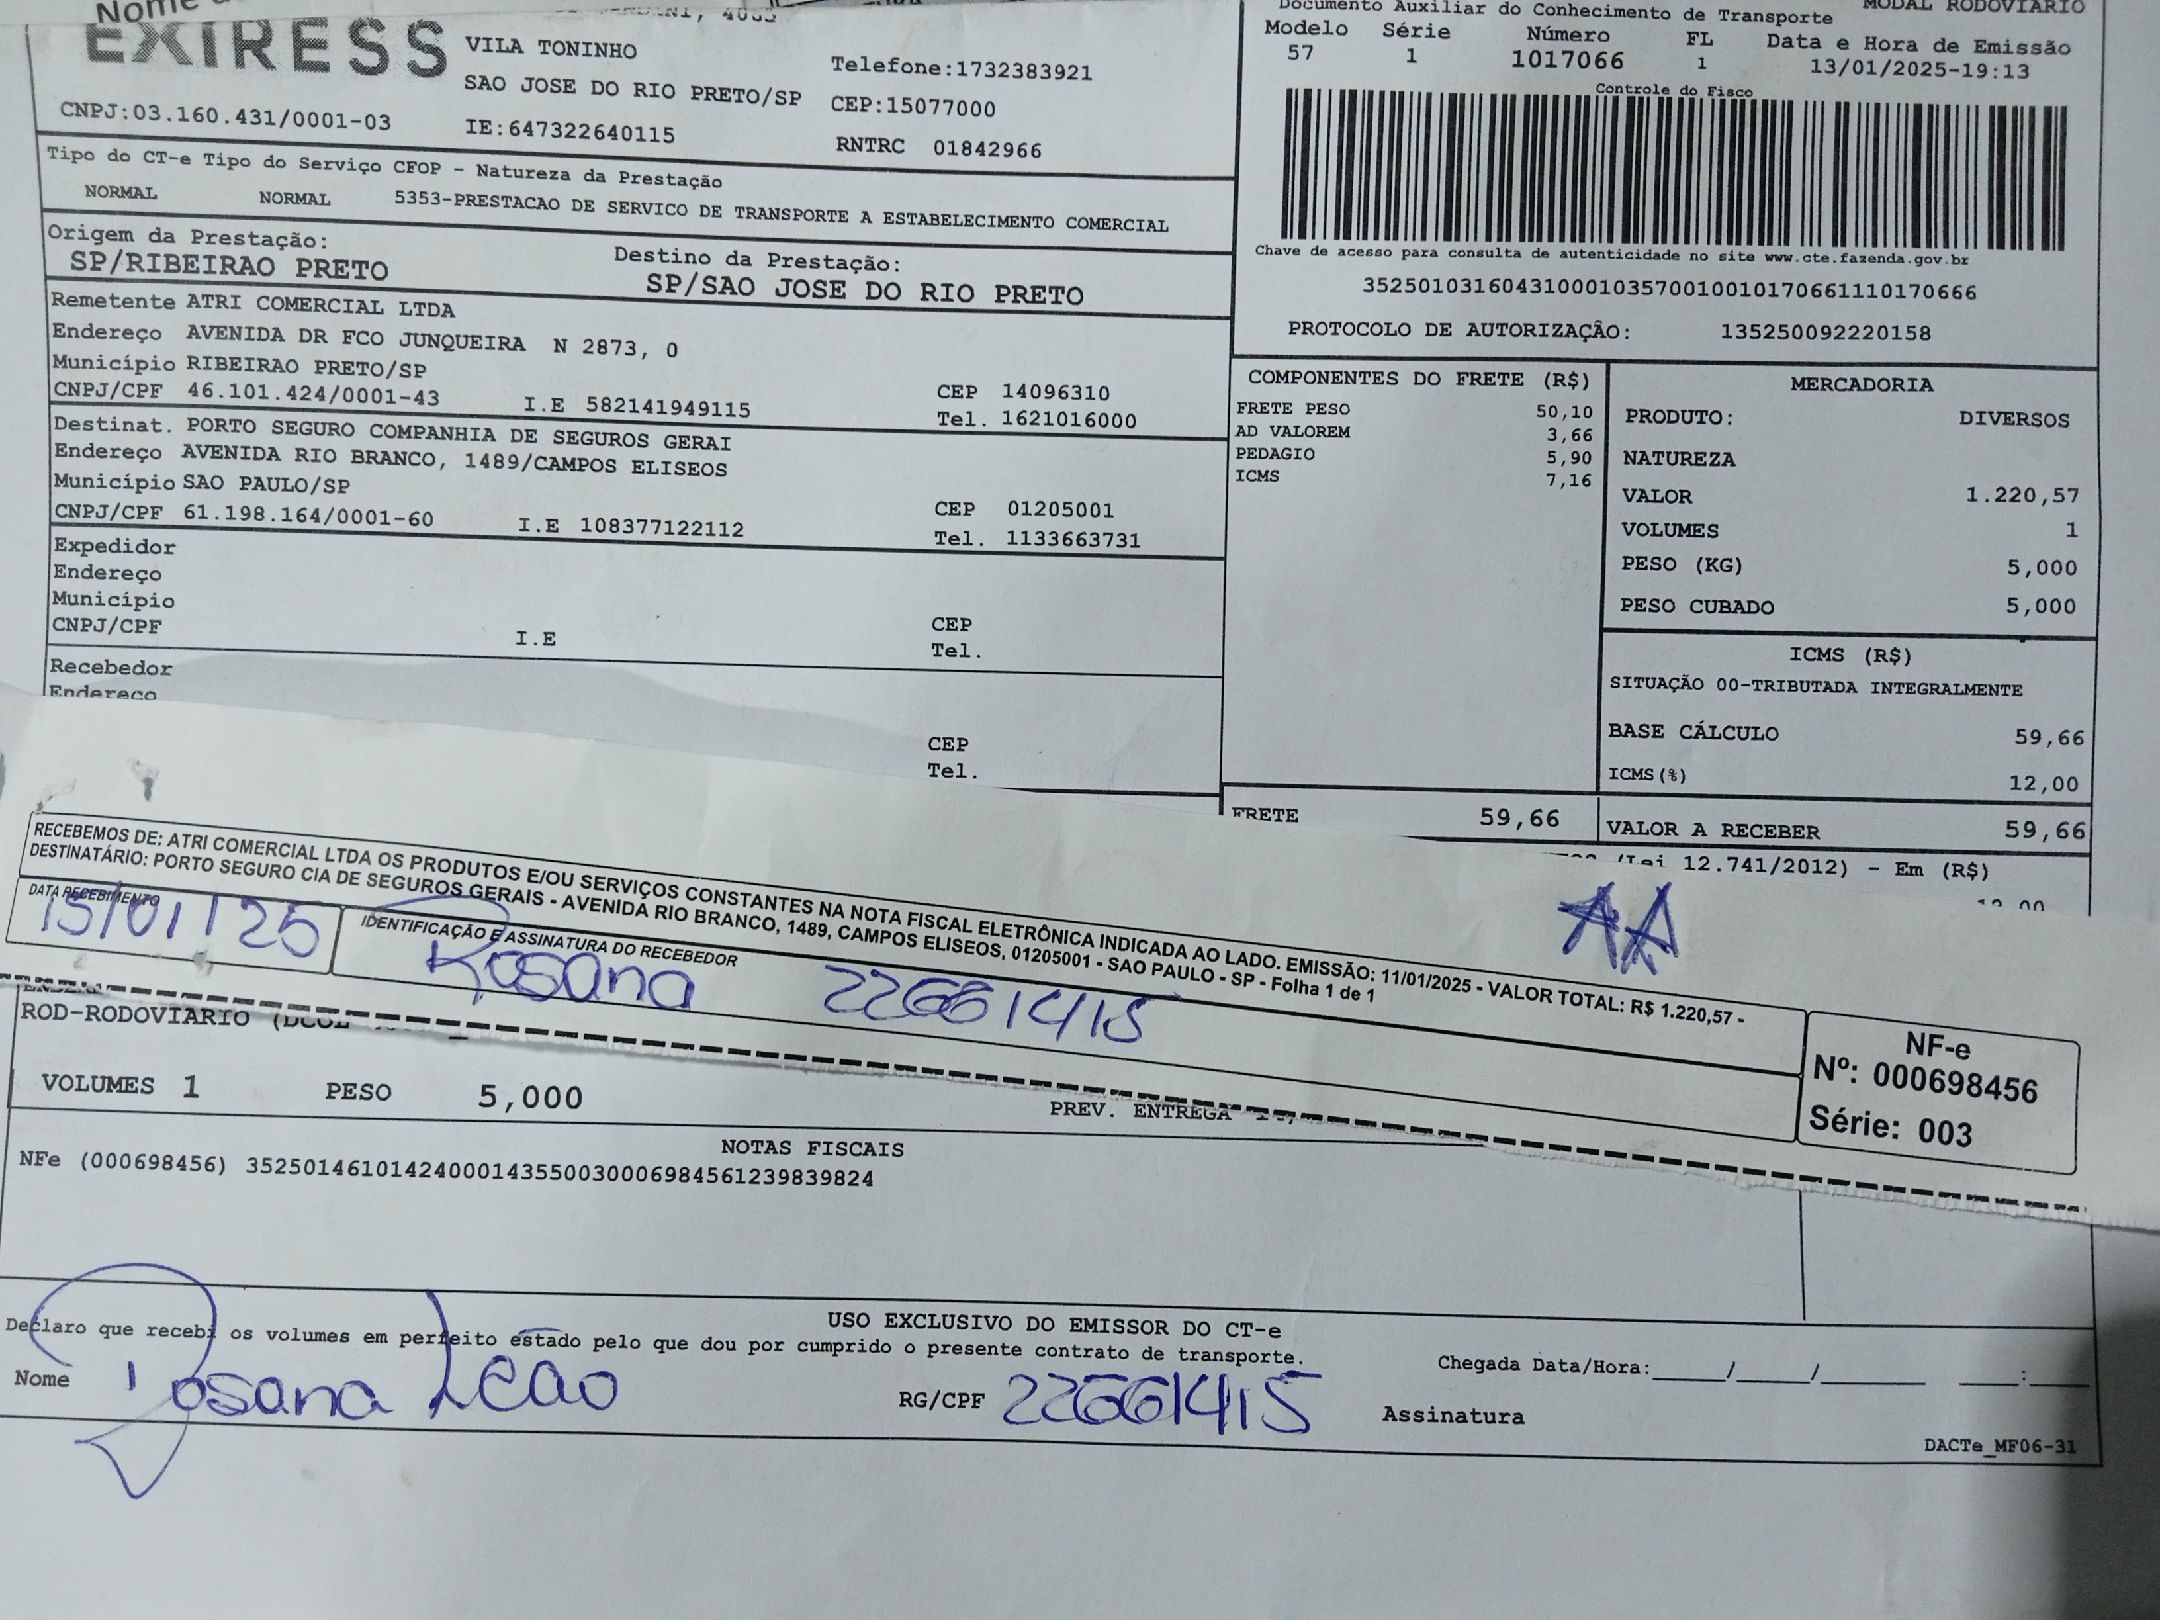 EXIRESS
VILA TONINHO
SAO JOSE DO RIO PRETO/SP
Telefone:1732383921
CEP:15077000
CNPJ:03.160.431/0001-03
IE:647322640115
RNTRC 01842966
Documento Auxiliar do Conhecimento de Transporte MODAL RODOVIARIO
Modelo Série Número FL Data e Hora de Emissão
57 1 1017066 1 13/01/2025-19:13
Controle do Fisco
Chave de acesso para consulta de autenticidade no site www.cte.fazenda.gov.br
35250103160431000103570010010170661110170666
PROTOCOLO DE AUTORIZAÇÃO: 135250092220158
Tipo do CT-e Tipo do Serviço CFOP - Natureza da Prestação
NORMAL NORMAL 5353-PRESTACAO DE SERVICO DE TRANSPORTE A ESTABELECIMENTO COMERCIAL
Origem da Prestação: Destino da Prestação:
SP/RIBEIRAO PRETO SP/SAO JOSE DO RIO PRETO
Remetente ATRI COMERCIAL LTDA
Endereço AVENIDA DR FCO JUNQUEIRA N 2873, 0
Município RIBEIRAO PRETO/SP CEP 14096310
CNPJ/CPF 46.101.424/0001-43 I.E 582141949115 Tel. 1621016000
Destinat. PORTO SEGURO COMPANHIA DE SEGUROS GERAI
Endereço AVENIDA RIO BRANCO, 1489/CAMPOS ELISEOS
Município SAO PAULO/SP CEP 01205001
CNPJ/CPF 61.198.164/0001-60 I.E 108377122112 Tel. 1133663731
Expedidor
Endereço
Município CEP
CNPJ/CPF I.E Tel.
Recebedor
Endereço
CEP
Tel.
COMPONENTES DO FRETE (R$)
FRETE PESO 50,10
AD VALOREM 3,66
PEDAGIO 5,90
ICMS 7,16
MERCADORIA
PRODUTO: DIVERSOS
NATUREZA
VALOR 1.220,57
VOLUMES 1
PESO (KG) 5,000
PESO CUBADO 5,000
ICMS (R$)
SITUAÇÃO 00-TRIBUTADA INTEGRALMENTE
BASE CÁLCULO 59,66
ICMS(%) 12,00
FRETE 59,66 VALOR A RECEBER 59,66
(Lei 12.741/2012) - Em (R$)
RECEBEMOS DE: ATRI COMERCIAL LTDA OS PRODUTOS E/OU SERVIÇOS CONSTANTES NA NOTA FISCAL ELETRÔNICA INDICADA AO LADO. EMISSÃO: 11/01/2025 - VALOR TOTAL: R$ 1.220,57 -
DESTINATÁRIO: PORTO SEGURO CIA DE SEGUROS GERAIS - AVENIDA RIO BRANCO, 1489, CAMPOS ELISEOS, 01205001 - SAO PAULO - SP - Folha 1 de 1
AA
DATA RECEBIMENTO IDENTIFICAÇÃO E ASSINATURA DO RECEBEDOR
15/01/25 Rosana 22661415
NF-e
Nº: 000698456
Série: 003
ROD-RODOVIARIO
VOLUMES 1 PESO 5,000 PREV. ENTREGA
NOTAS FISCAIS
NFe (000698456) 35250146101424000143550030006984561239839824
USO EXCLUSIVO DO EMISSOR DO CT-e
Declaro que recebi os volumes em perfeito estado pelo que dou por cumprido o presente contrato de transporte.
Chegada Data/Hora:____/____/______ ___:___
Nome Rosana Leao RG/CPF 22661415 Assinatura
DACTe_MF06-31